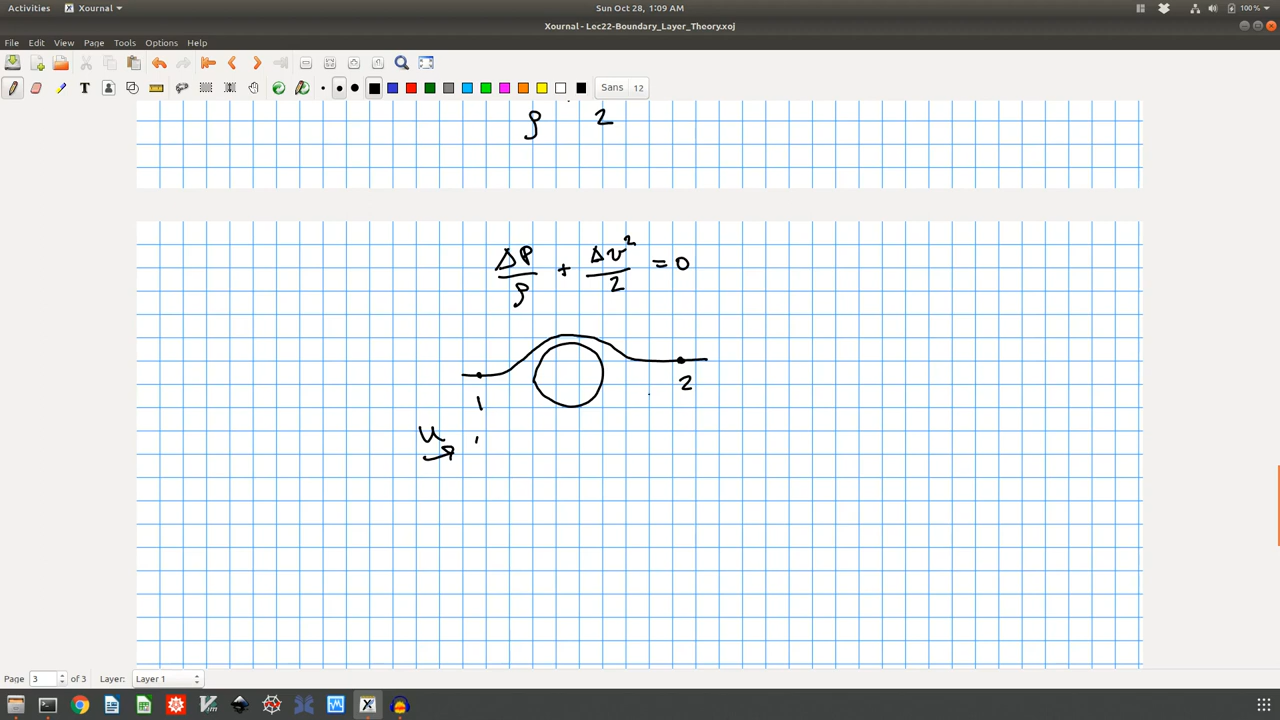 Activities Xournal Sun Oct 28, 1:09 AM 100 %
Xournal - Lec22-Boundary_Layer_Theory.xoj
File Edit View Page Tools Options Help
Sans 12
ρ 2
ΔP/ρ + Δv²/2 = 0
1
2
u
Page 3 of 3 Layer: Layer 1